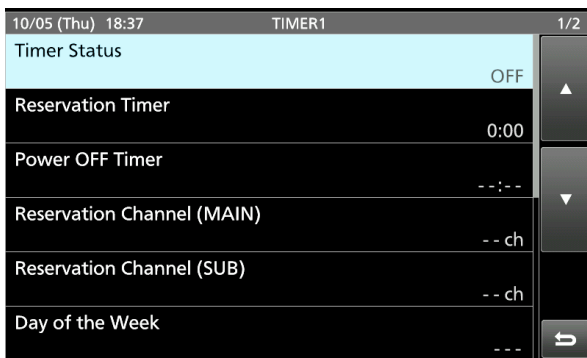 10/05 (Thu) 18:37 TIMER1 1/2
Timer Status
OFF
Reservation Timer
0:00
Power OFF Timer
--:--
Reservation Channel (MAIN)
-- ch
Reservation Channel (SUB)
-- ch
Day of the Week
---